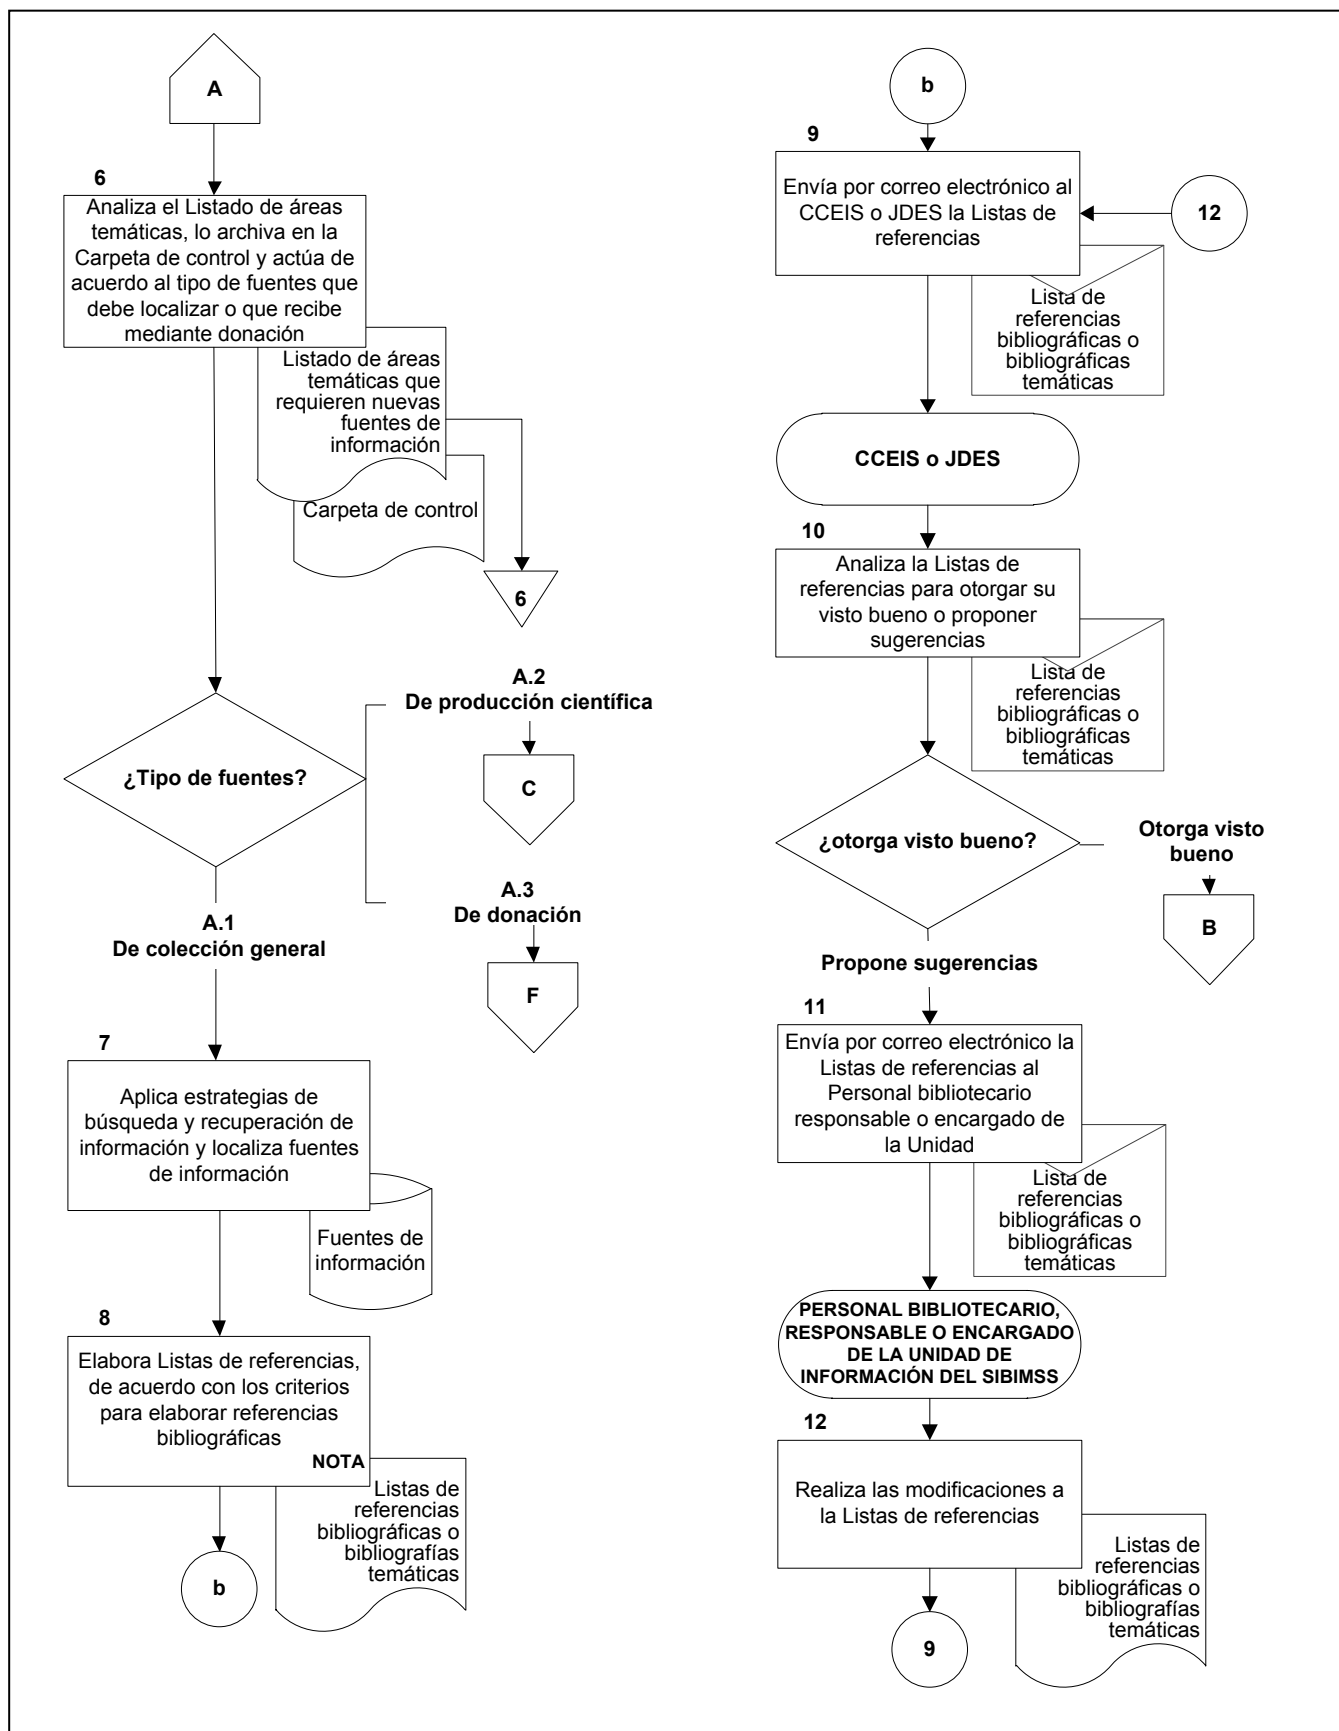 A
6
Analiza el Listado de áreas
temáticas, lo archiva en la
Carpeta de control y actúa de
acuerdo al tipo de fuentes que
debe localizar o que recibe
mediante donación
Listado de áreas
temáticas que
requieren nuevas
fuentes de
información
Carpeta de control
6
¿Tipo de fuentes?
A.2
De producción científica
C
A.3
De donación
F
A.1
De colección general
7
Aplica estrategias de
búsqueda y recuperación de
información y localiza fuentes
de información
Fuentes de
información
8
Elabora Listas de referencias,
de acuerdo con los criterios
para elaborar referencias
bibliográficas
NOTA
Listas de
referencias
bibliográficas o
bibliografías
temáticas
b
b
9
Envía por correo electrónico al
CCEIS o JDES la Listas de
referencias
12
Lista de
referencias
bibliográficas o
bibliográficas
temáticas
CCEIS o JDES
10
Analiza la Listas de
referencias para otorgar su
visto bueno o proponer
sugerencias
Lista de
referencias
bibliográficas o
bibliográficas
temáticas
¿otorga visto bueno?
Otorga visto
bueno
B
Propone sugerencias
11
Envía por correo electrónico la
Listas de referencias al
Personal bibliotecario
responsable o encargado de
la Unidad
Lista de
referencias
bibliográficas o
bibliográficas
temáticas
PERSONAL BIBLIOTECARIO,
RESPONSABLE O ENCARGADO
DE LA UNIDAD DE
INFORMACIÓN DEL SIBIMSS
12
Realiza las modificaciones a
la Listas de referencias
Listas de
referencias
bibliográficas o
bibliografías
temáticas
9